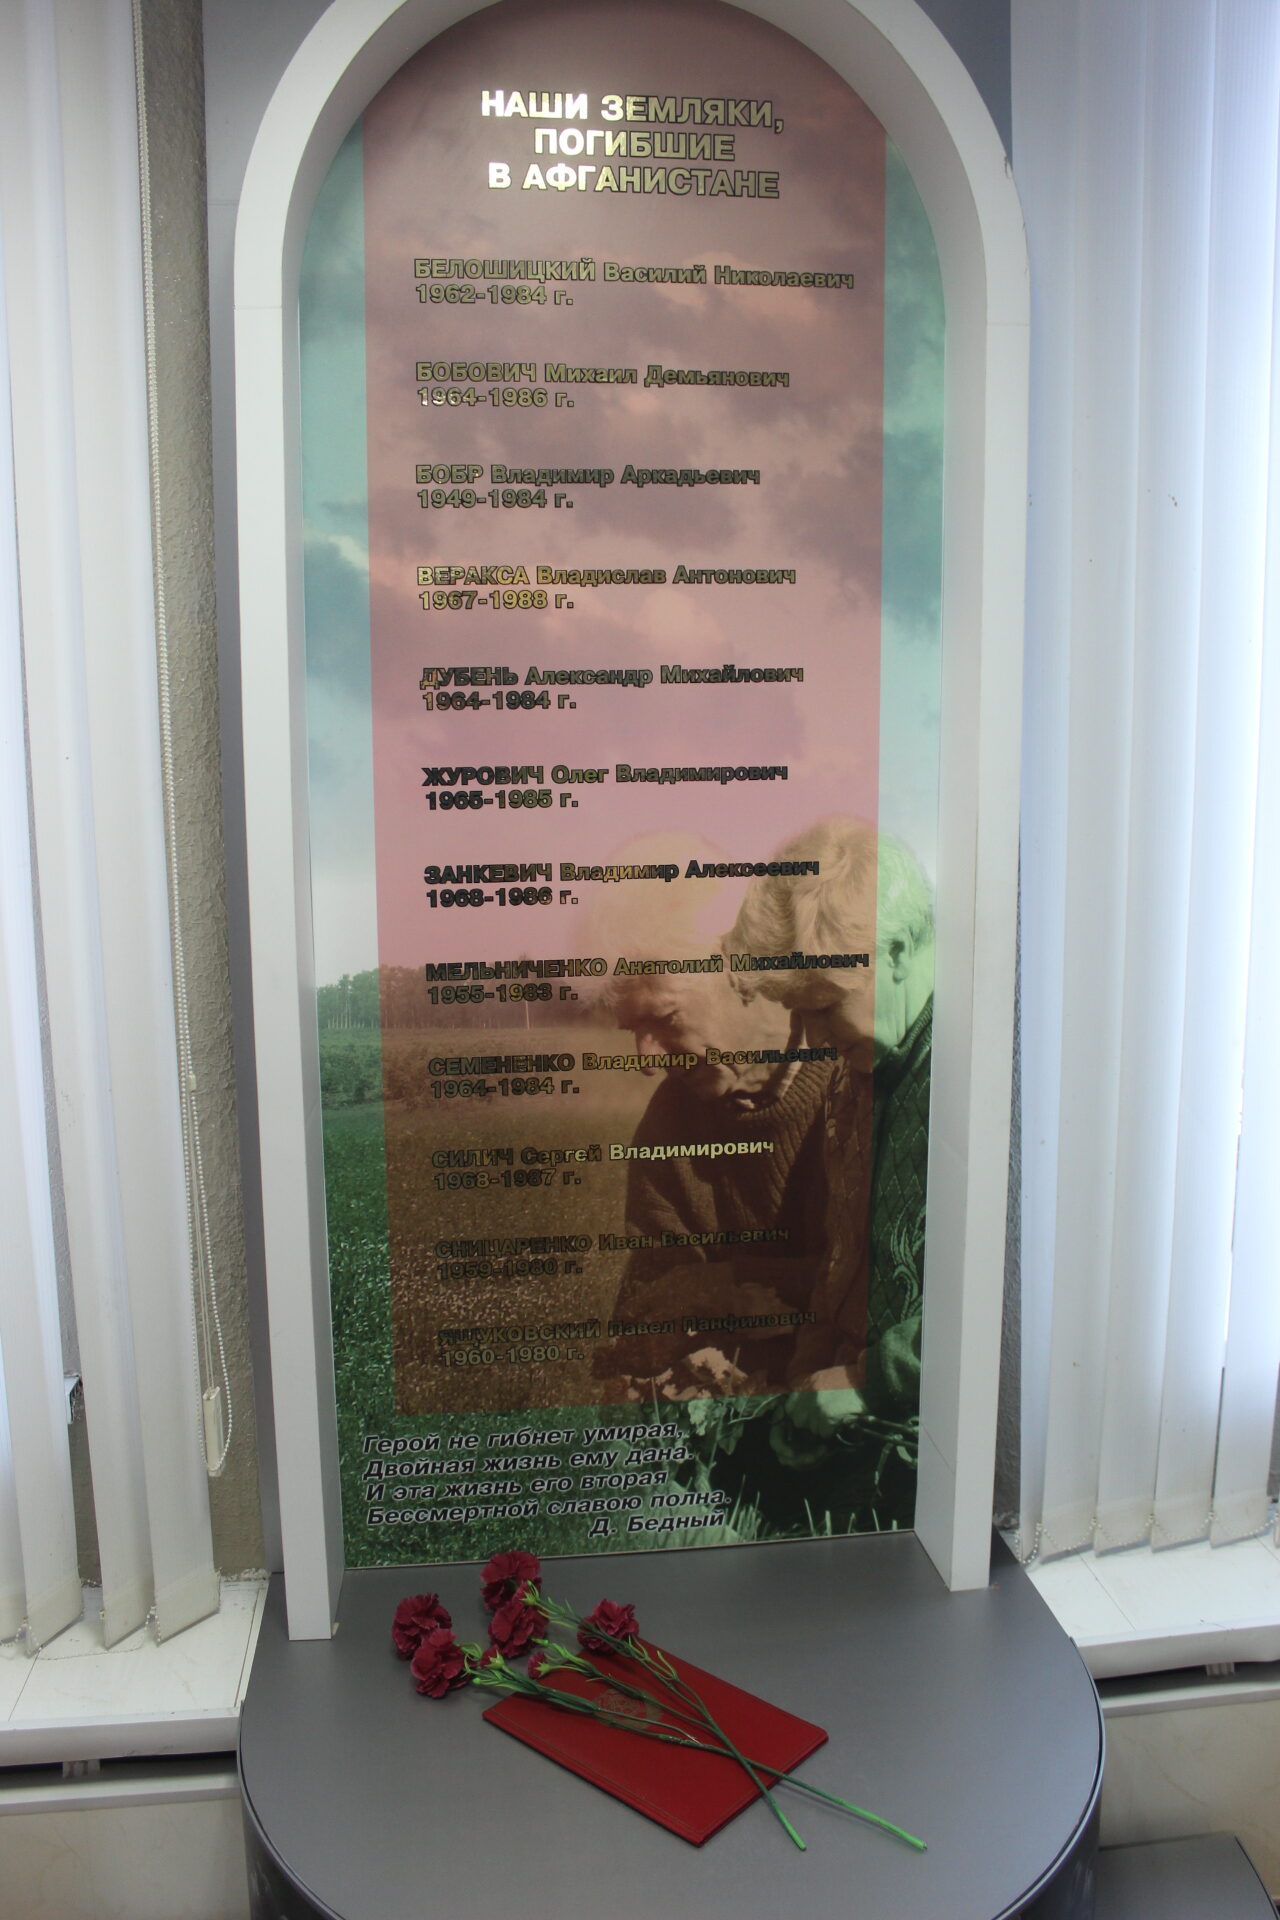 НАШИ ЗЕМЛЯКИ,
ПОГИБШИЕ
В АФГАНИСТАНЕ
БЕЛОШИЦКИЙ Василий Николаевич
1962-1984 г.
БОБОВИЧ Михаил Демьянович
1964-1986 г.
БОБР Владимир Аркадьевич
1949-1984 г.
ВЕРАКСА Владислав Антонович
1967-1988 г.
ДУБЕНЬ Александр Михайлович
1964-1984 г.
ЖУРОВИЧ Олег Владимирович
1965-1985 г.
ЗАНКЕВИЧ Владимир Алексеевич
1968-1986 г.
МЕЛЬНИЧЕНКО Анатолий Михайлович
1955-1983 г.
СЕМЕНЕНКО Владимир Васильевич
1964-1984 г.
СИЛИЧ Сергей Владимирович
1968-1987 г.
СНИЦАРЕНКО Иван Васильевич
1959-1980 г.
ЯЩУКОВСКИЙ Павел Панфилович
1960-1980 г.
Герой не гибнет умирая,
Двойная жизнь ему дана.
И эта жизнь его вторая
Бессмертной славою полна.
Д. Бедный